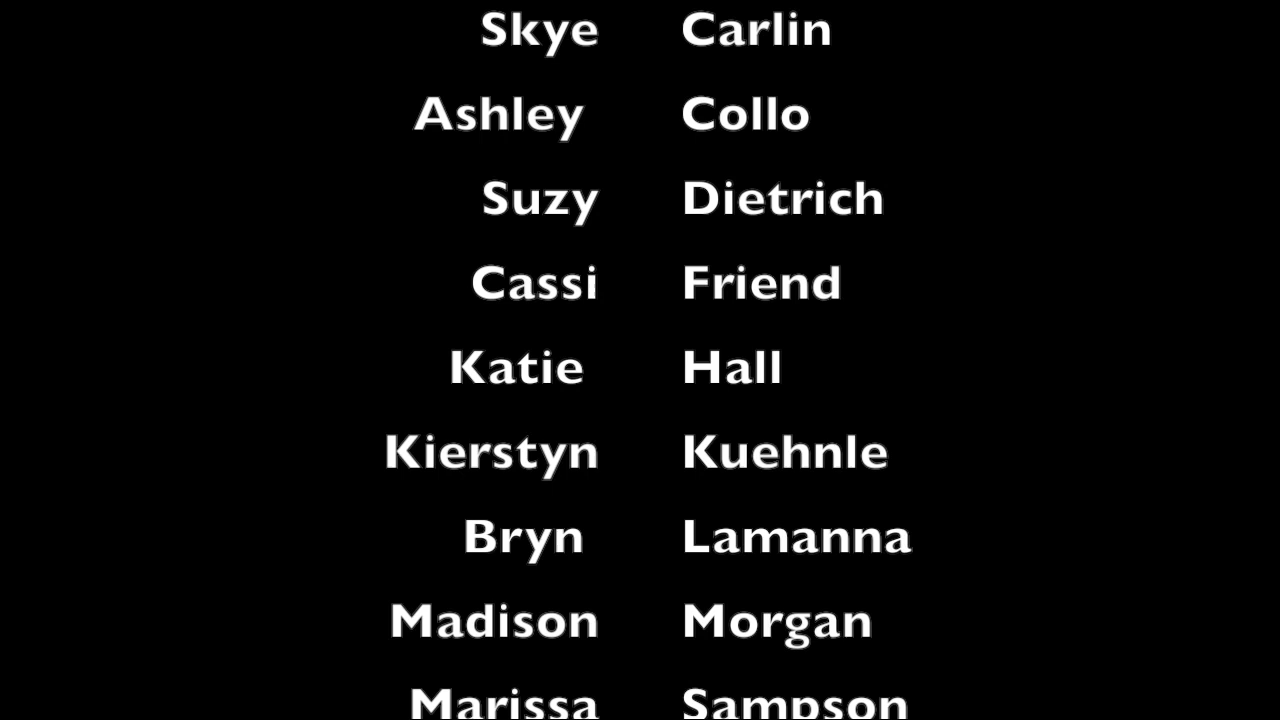 Skye Carlin
Ashley Collo
Suzy Dietrich
Cassi Friend
Katie Hall
Kierstyn Kuehnle
Bryn Lamanna
Madison Morgan
Marissa Sampson